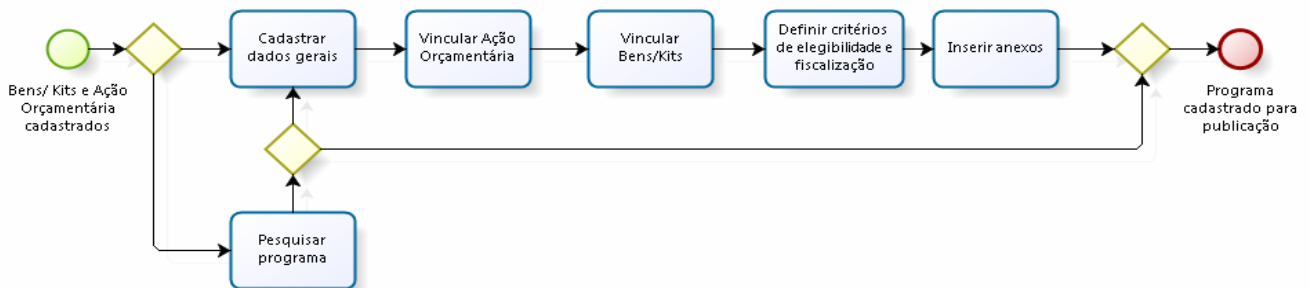 Bens/ Kits e Ação
Orçamentária
cadastrados
Cadastrar
dados gerais
Vincular Ação
Orçamentária
Vincular
Bens/Kits
Definir critérios
de elegibilidade e
fiscalização
Inserir anexos
Programa
cadastrado para
publicação
Pesquisar
programa